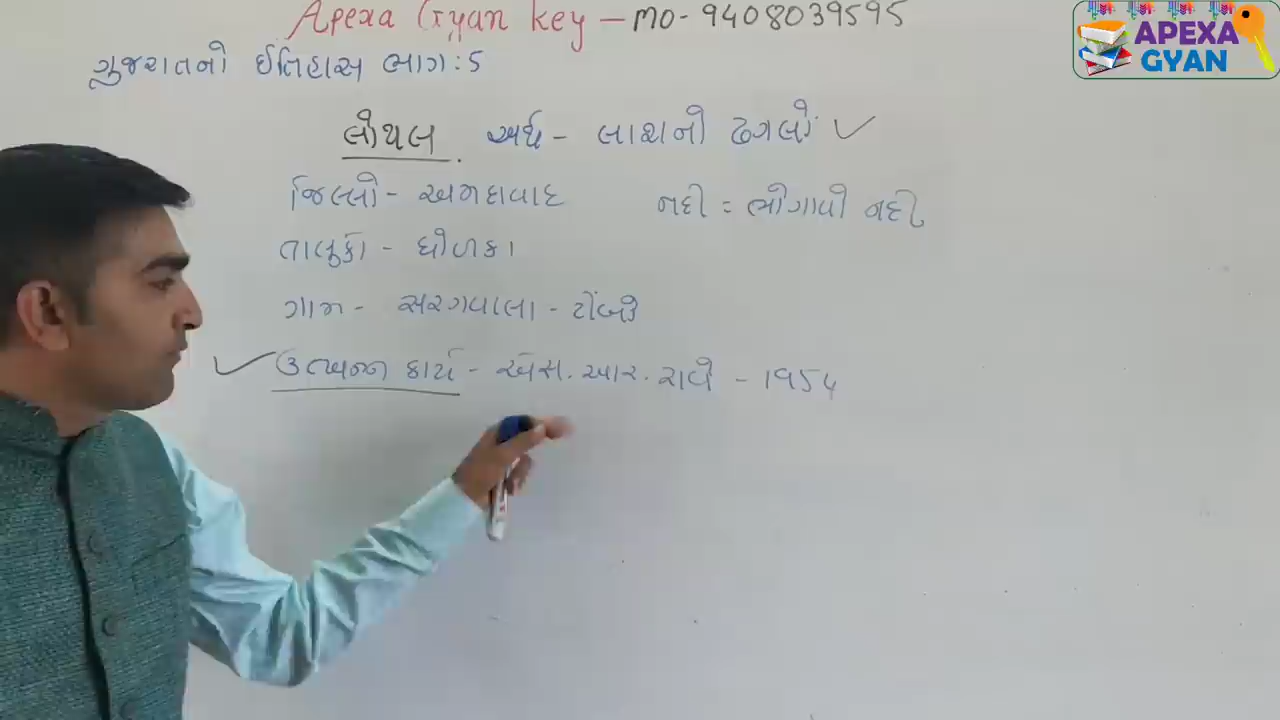 Apexa Gyan key – mo- 9408039595
APEXA
GYAN
ગુજરાતનો ઈતિહાસ ભાગ : 5
લોથલ. અર્થ - લાશનો ઢગલો
જિલ્લો - અમદાવાદ નદી = ભોગાવો નદી
તાલુકો - ધોળકા
ગામ - સરગવાલા - ટીંબો
ઉત્ખનન કાર્ય - એસ. આર. રાવે - ૧૯૫૪